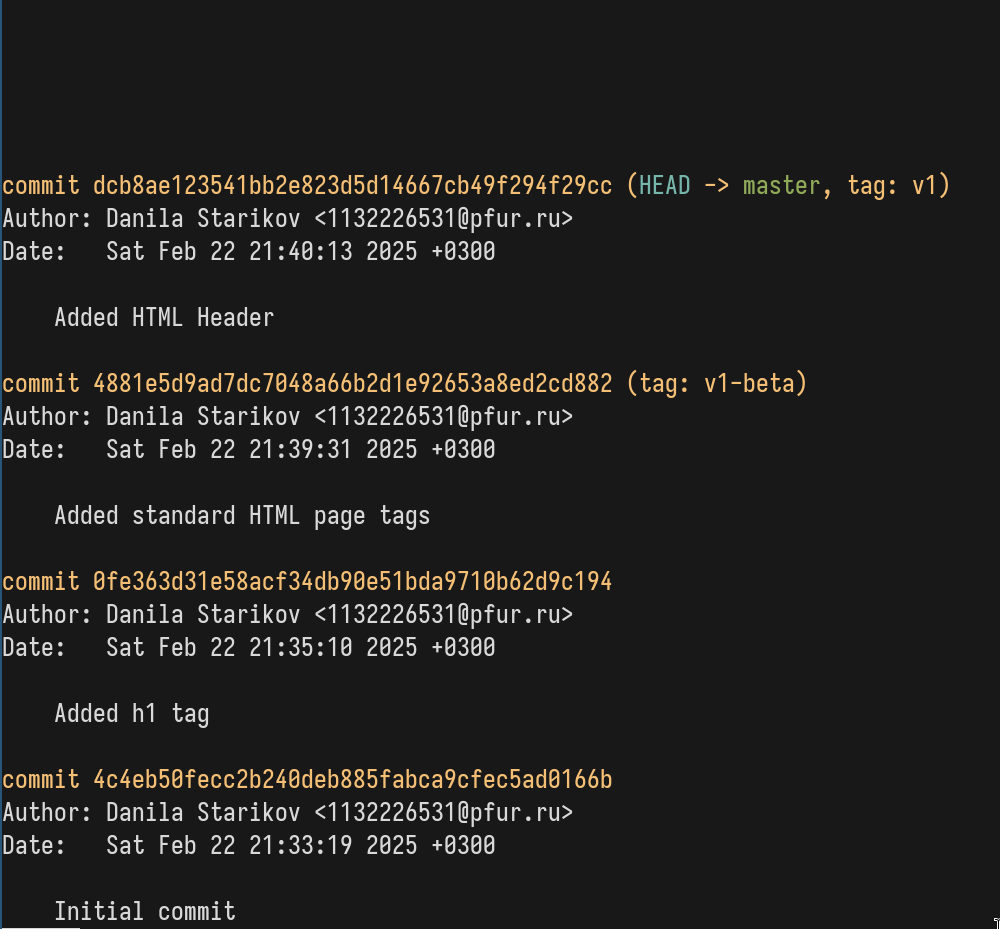 commit dcb8ae123541bb2e823d5d14667cb49f294f29cc (HEAD -> master, tag: v1)
Author: Danila Starikov <1132226531@pfur.ru>
Date:   Sat Feb 22 21:40:13 2025 +0300
Added HTML Header
commit 4881e5d9ad7dc7048a66b2d1e92653a8ed2cd882 (tag: v1-beta)
Author: Danila Starikov <1132226531@pfur.ru>
Date:   Sat Feb 22 21:39:31 2025 +0300
Added standard HTML page tags
commit 0fe363d31e58acf34db90e51bda9710b62d9c194
Author: Danila Starikov <1132226531@pfur.ru>
Date:   Sat Feb 22 21:35:10 2025 +0300
Added h1 tag
commit 4c4eb50fecc2b240deb885fabca9cfec5ad0166b
Author: Danila Starikov <1132226531@pfur.ru>
Date:   Sat Feb 22 21:33:19 2025 +0300
Initial commit